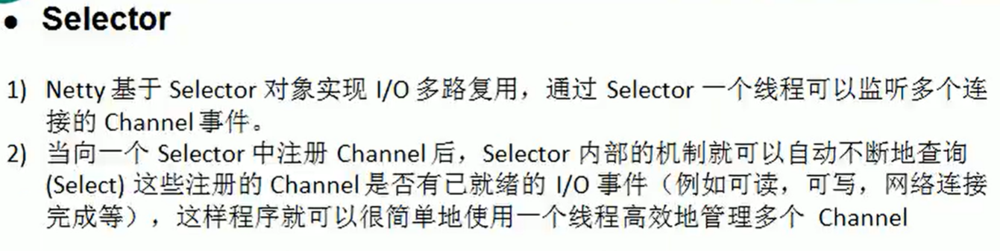 • Selector
1) Netty 基于 Selector 对象实现 I/O 多路复用，通过 Selector 一个线程可以监听多个连
接的 Channel 事件。
2) 当向一个 Selector 中注册 Channel 后，Selector 内部的机制就可以自动不断地查询
(Select) 这些注册的 Channel 是否有已就绪的 I/O 事件（例如可读，可写，网络连接
完成等），这样程序就可以很简单地使用一个线程高效地管理多个 Channel